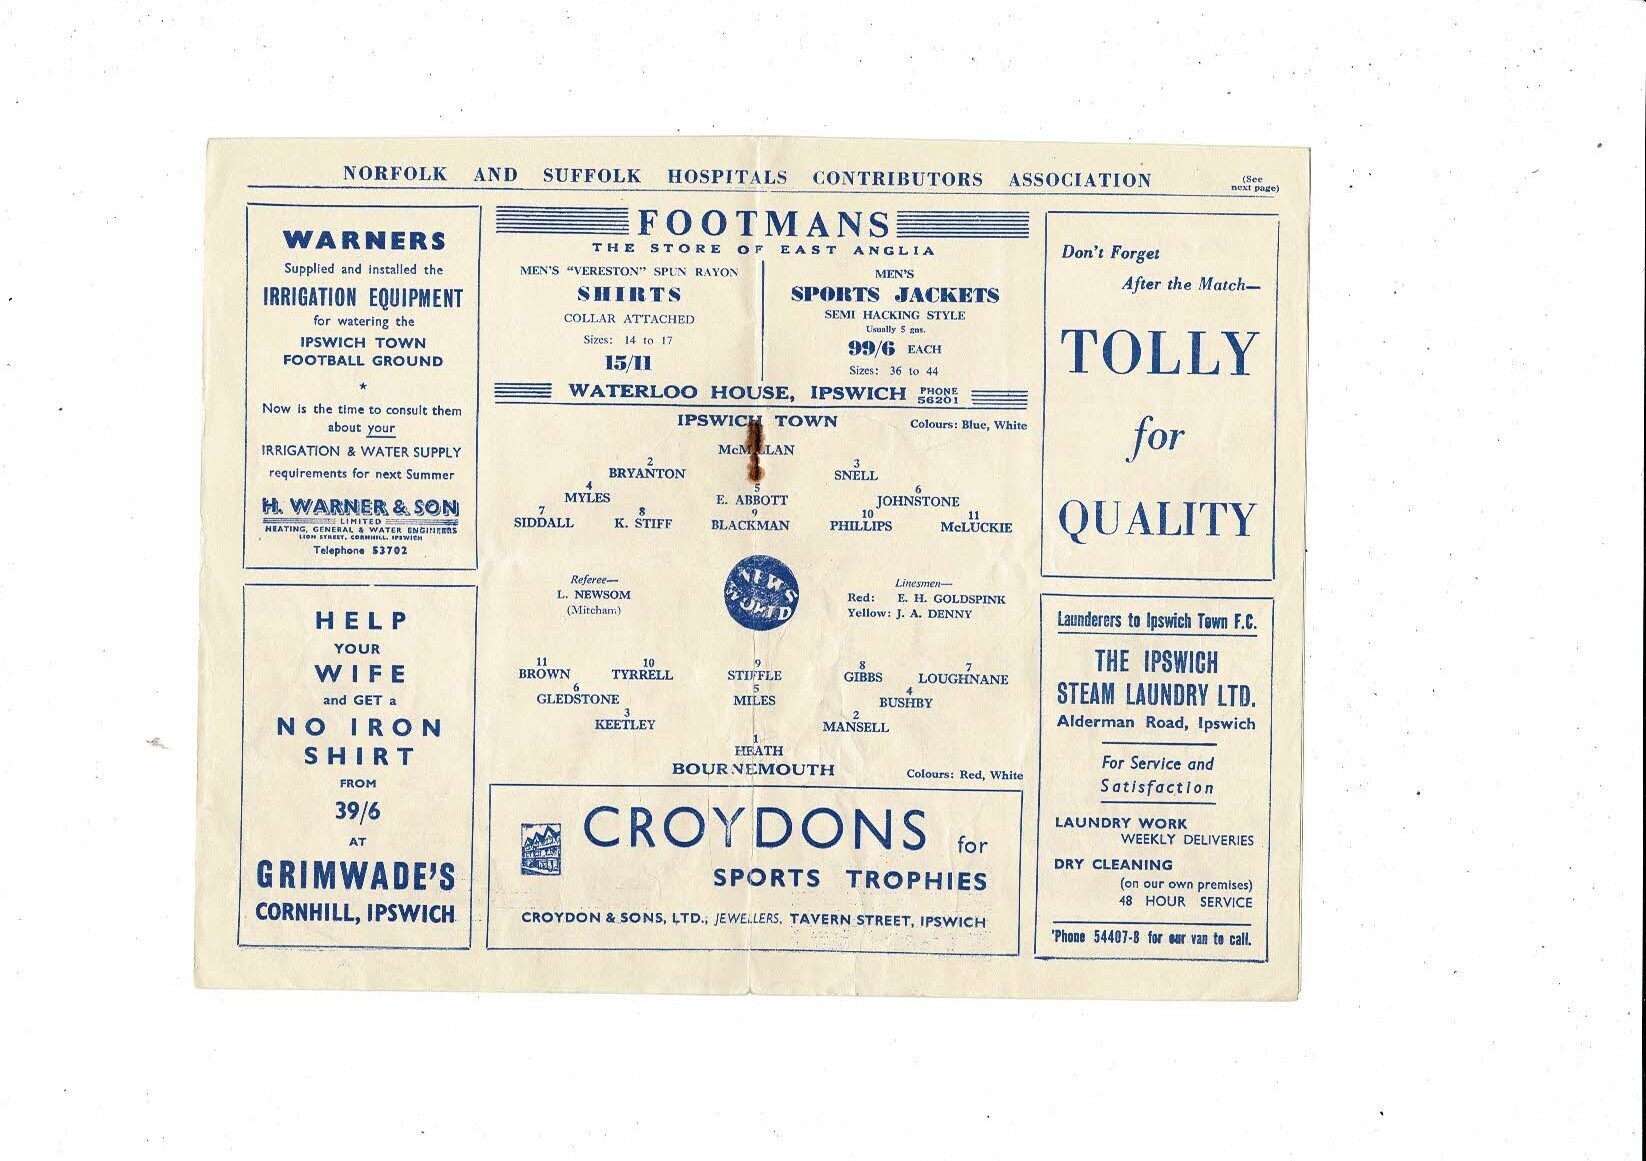 NORFOLK AND SUFFOLK HOSPITALS CONTRIBUTORS ASSOCIATION
(See
next page)
WARNERS
Supplied and installed the
IRRIGATION EQUIPMENT
for watering the
IPSWICH TOWN
FOOTBALL GROUND
*
Now is the time to consult them
about your
IRRIGATION & WATER SUPPLY
requirements for next Summer
H. WARNER & SON
LIMITED
HEATING, GENERAL & WATER ENGINEERS
LION STREET, CORNHILL, IPSWICH
Telephone 53702
HELP
YOUR
WIFE
and GET a
NO IRON
SHIRT
FROM
39/6
AT
GRIMWADE'S
CORNHILL, IPSWICH
FOOTMANS
THE STORE OF EAST ANGLIA
MEN'S "VERESTON" SPUN RAYON
SHIRTS
COLLAR ATTACHED
Sizes: 14 to 17
15/11
MEN'S
SPORTS JACKETS
SEMI HACKING STYLE
Usually 5 gns.
99/6 EACH
Sizes: 36 to 44
WATERLOO HOUSE, IPSWICH PHONE 56201
IPSWICH TOWN Colours: Blue, White
McMILLAN
2 3
BRYANTON SNELL
4 5 6
MYLES E. ABBOTT JOHNSTONE
7 8 9 10 11
SIDDALL K. STIFF BLACKMAN PHILLIPS McLUCKIE
Referee—
L. NEWSOM
(Mitcham)
NEWS
WORLD
Linesmen—
Red: E. H. GOLDSPINK
Yellow: J. A. DENNY
11 10 9 8 7
BROWN TYRRELL STIFFLE GIBBS LOUGHNANE
6 5 4
GLEDSTONE MILES BUSHBY
3 2
KEETLEY MANSELL
1
HEATH
BOURNEMOUTH Colours: Red, White
CROYDONS for
SPORTS TROPHIES
CROYDON & SONS, LTD., JEWELLERS, TAVERN STREET, IPSWICH
Don't Forget
After the Match—
TOLLY
for
QUALITY
Launderers to Ipswich Town F.C.
THE IPSWICH
STEAM LAUNDRY LTD.
Alderman Road, Ipswich
For Service and
Satisfaction
LAUNDRY WORK
WEEKLY DELIVERIES
DRY CLEANING
(on our own premises)
48 HOUR SERVICE
'Phone 54407-8 for our van to call.